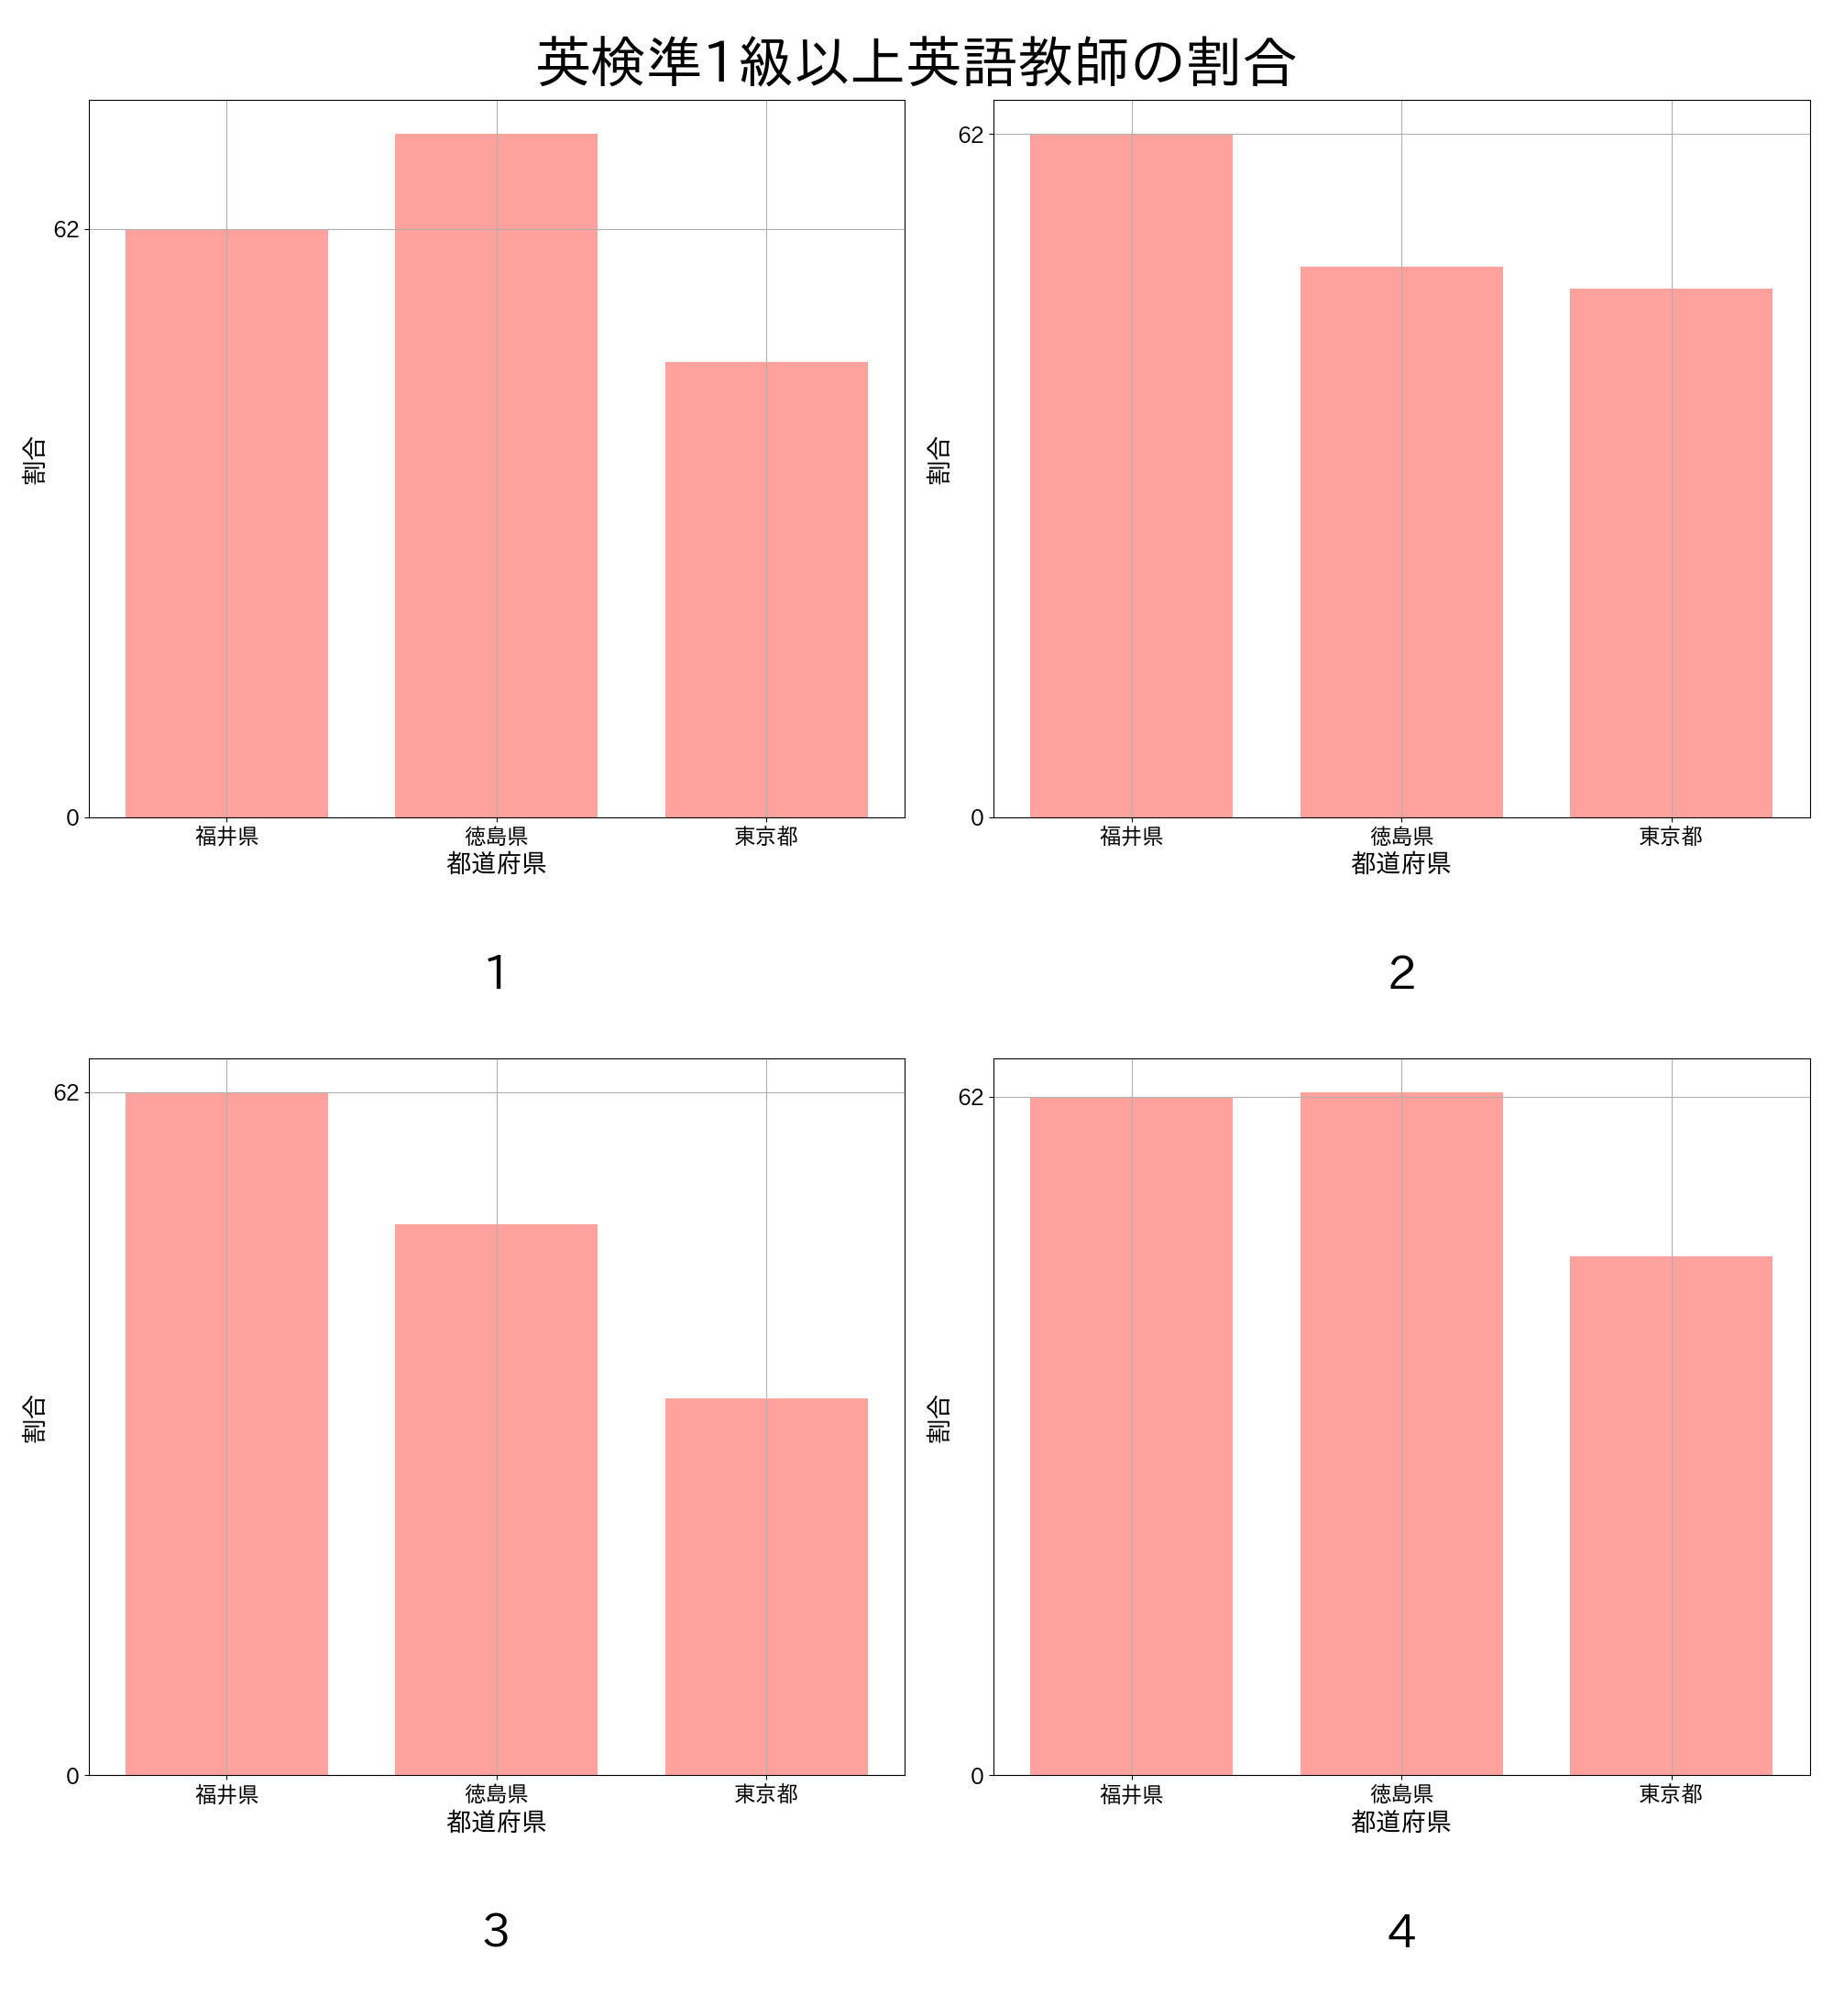 英検準1級以上英語教師の割合
62
0
割合
福井県 徳島県 東京都
都道府県
1
62
0
割合
福井県 徳島県 東京都
都道府県
2
62
0
割合
福井県 徳島県 東京都
都道府県
3
62
0
割合
福井県 徳島県 東京都
都道府県
4